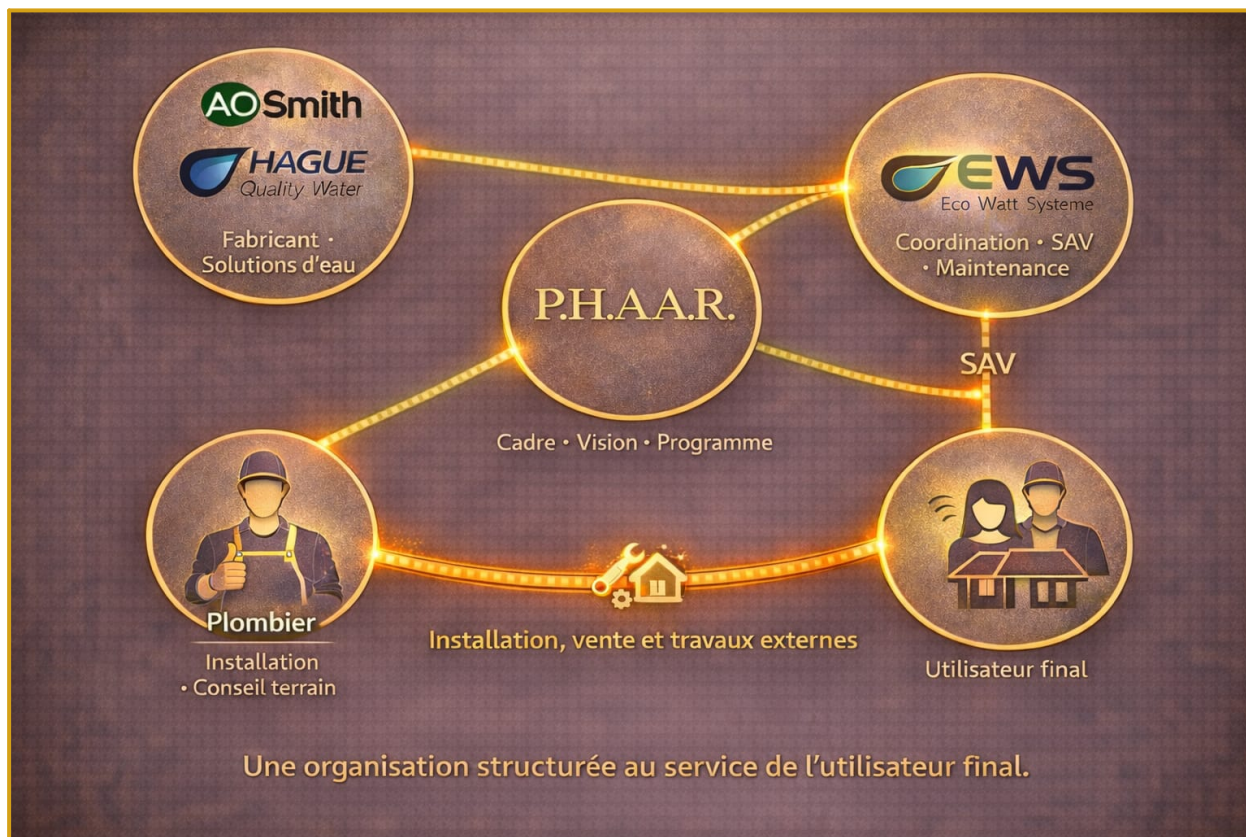 AOSmith
HAGUE
Quality Water
Fabricant •
Solutions d'eau
EWS
Eco Watt Systeme
Coordination • SAV
• Maintenance
P.H.A.A.R.
SAV
Cadre • Vision • Programme
Plombier
Installation
• Conseil terrain
Installation, vente et travaux externes
Utilisateur final
Une organisation structurée au service de l'utilisateur final.